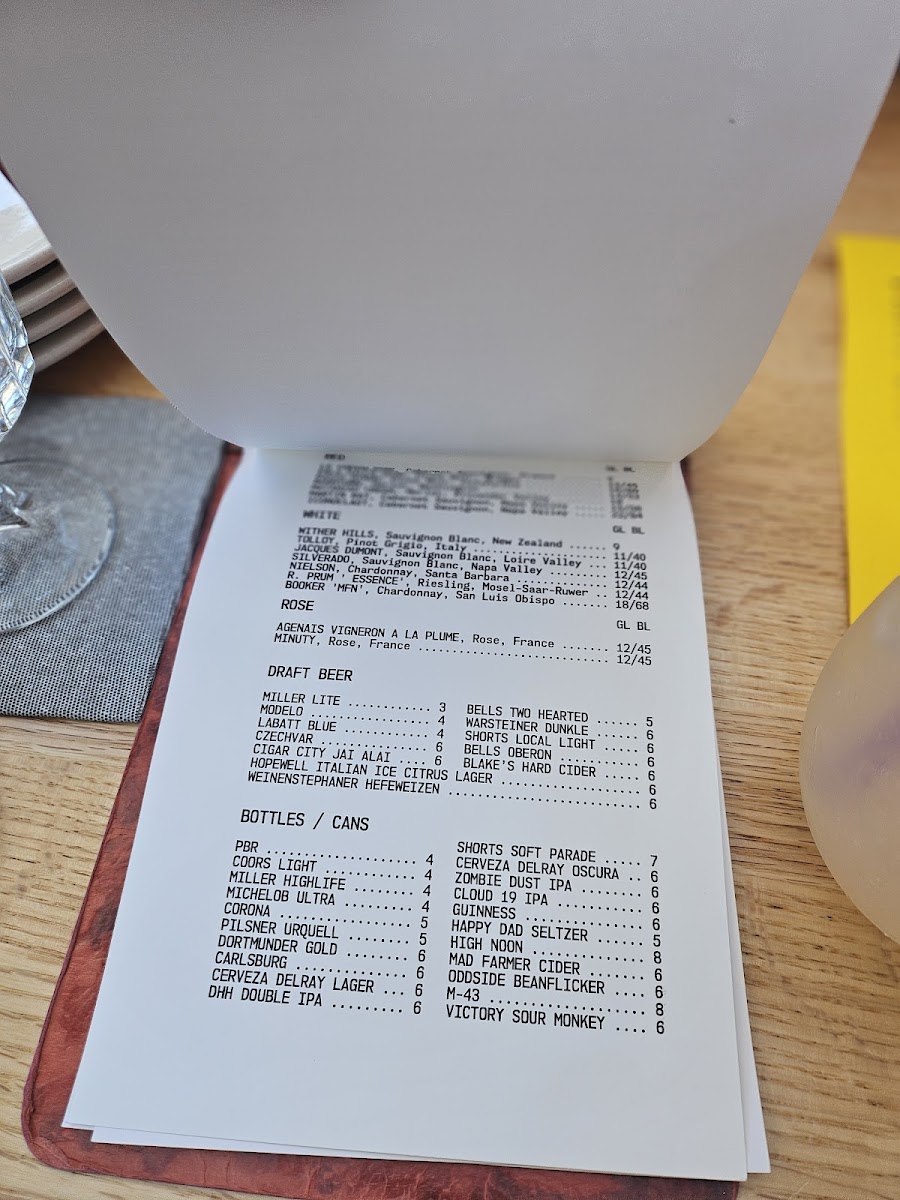 RED GL BL
WHITE GL BL
WITHER HILLS, Sauvignon Blanc, New Zealand ...... 9
TOLLOY, Pinot Grigio, Italy .................... 11/40
JACQUES DUMONT, Sauvignon Blanc, Loire Valley ... 11/40
SILVERADO, Sauvignon Blanc, Napa Valley .......... 12/45
NIELSON, Chardonnay, Santa Barbara .............. 12/44
R. PRUM ' ESSENCE', Riesling, Mosel-Saar-Ruwer .. 12/44
BOOKER 'MFN', Chardonnay, San Luis Obispo ....... 18/68
ROSE GL BL
AGENAIS VIGNERON A LA PLUME, Rose, France ....... 12/45
MINUTY, Rose, France ............................ 12/45
DRAFT BEER
MILLER LITE ............ 3 BELLS TWO HEARTED ...... 5
MODELO ................. 4 WARSTEINER DUNKLE ...... 6
LABATT BLUE ............ 4 SHORTS LOCAL LIGHT ..... 6
CZECHVAR ............... 6 BELLS OBERON ........... 6
CIGAR CITY JAI ALAI .... 6 BLAKE'S HARD CIDER ..... 6
HOPEWELL ITALIAN ICE CITRUS LAGER .................. 6
WEINENSTEPHANER HEFEWEIZEN ......................... 6
BOTTLES / CANS
PBR .................... 4 SHORTS SOFT PARADE ..... 7
COORS LIGHT ............ 4 CERVEZA DELRAY OSCURA .. 6
MILLER HIGHLIFE ........ 4 ZOMBIE DUST IPA ........ 6
MICHELOB ULTRA ......... 4 CLOUD 19 IPA ........... 6
CORONA ................. 5 GUINNESS ............... 6
PILSNER URQUELL ........ 5 HAPPY DAD SELTZER ...... 5
DORTMUNDER GOLD ........ 6 HIGH NOON .............. 8
CARLSBURG .............. 6 MAD FARMER CIDER ....... 6
CERVEZA DELRAY LAGER ... 6 ODDSIDE BEANFLICKER .... 6
DHH DOUBLE IPA ......... 6 M-43 ................... 8
VICTORY SOUR MONKEY .... 6